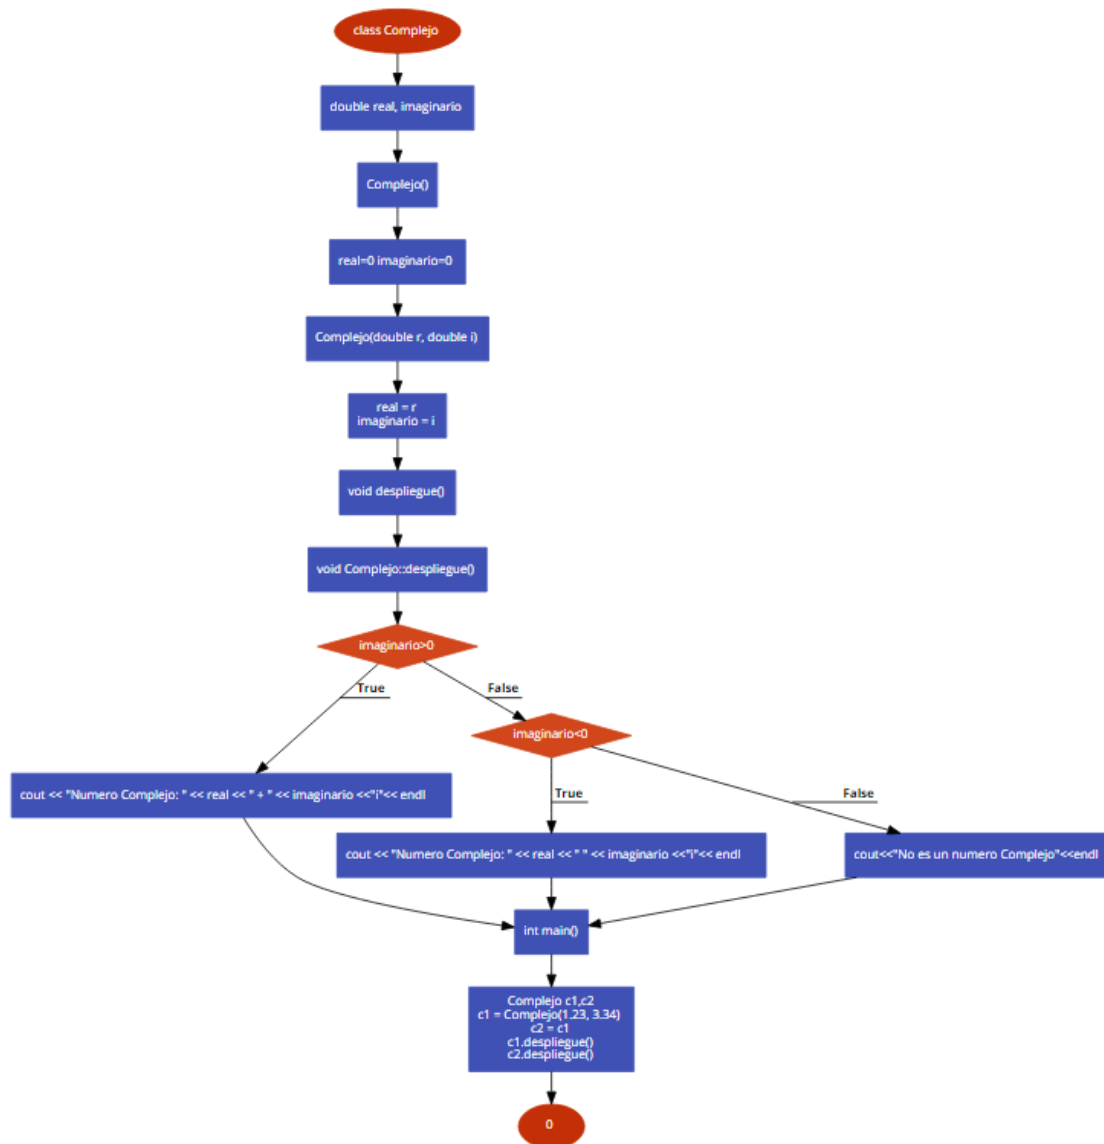 class Complejo
double real, imaginario
Complejo()
real=0 imaginario=0
Complejo(double r, double i)
real = r
imaginario = i
void despliegue()
void Complejo::despliegue()
imaginario>0
True
False
imaginario<0
cout << "Numero Complejo: " << real << " + " << imaginario <<"i"<< endl
True
False
cout << "Numero Complejo: " << real << " " << imaginario <<"i"<< endl
cout<<"No es un numero Complejo"<<endl
int main()
Complejo c1,c2
c1 = Complejo(1.23, 3.34)
c2 = c1
c1.despliegue()
c2.despliegue()
0